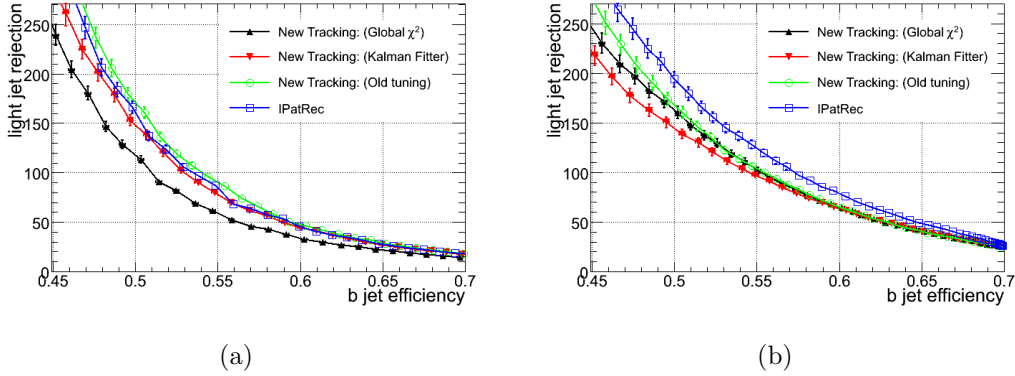 light jet rejection
250
200
150
100
50
0
0.45 0.5 0.55 0.6 0.65 0.7
b jet efficiency
New Tracking: (Global χ²)
New Tracking: (Kalman Fitter)
New Tracking: (Old tuning)
IPatRec
(a)
light jet rejection
250
200
150
100
50
0
0.45 0.5 0.55 0.6 0.65 0.7
b jet efficiency
New Tracking: (Global χ²)
New Tracking: (Kalman Fitter)
New Tracking: (Old tuning)
IPatRec
(b)